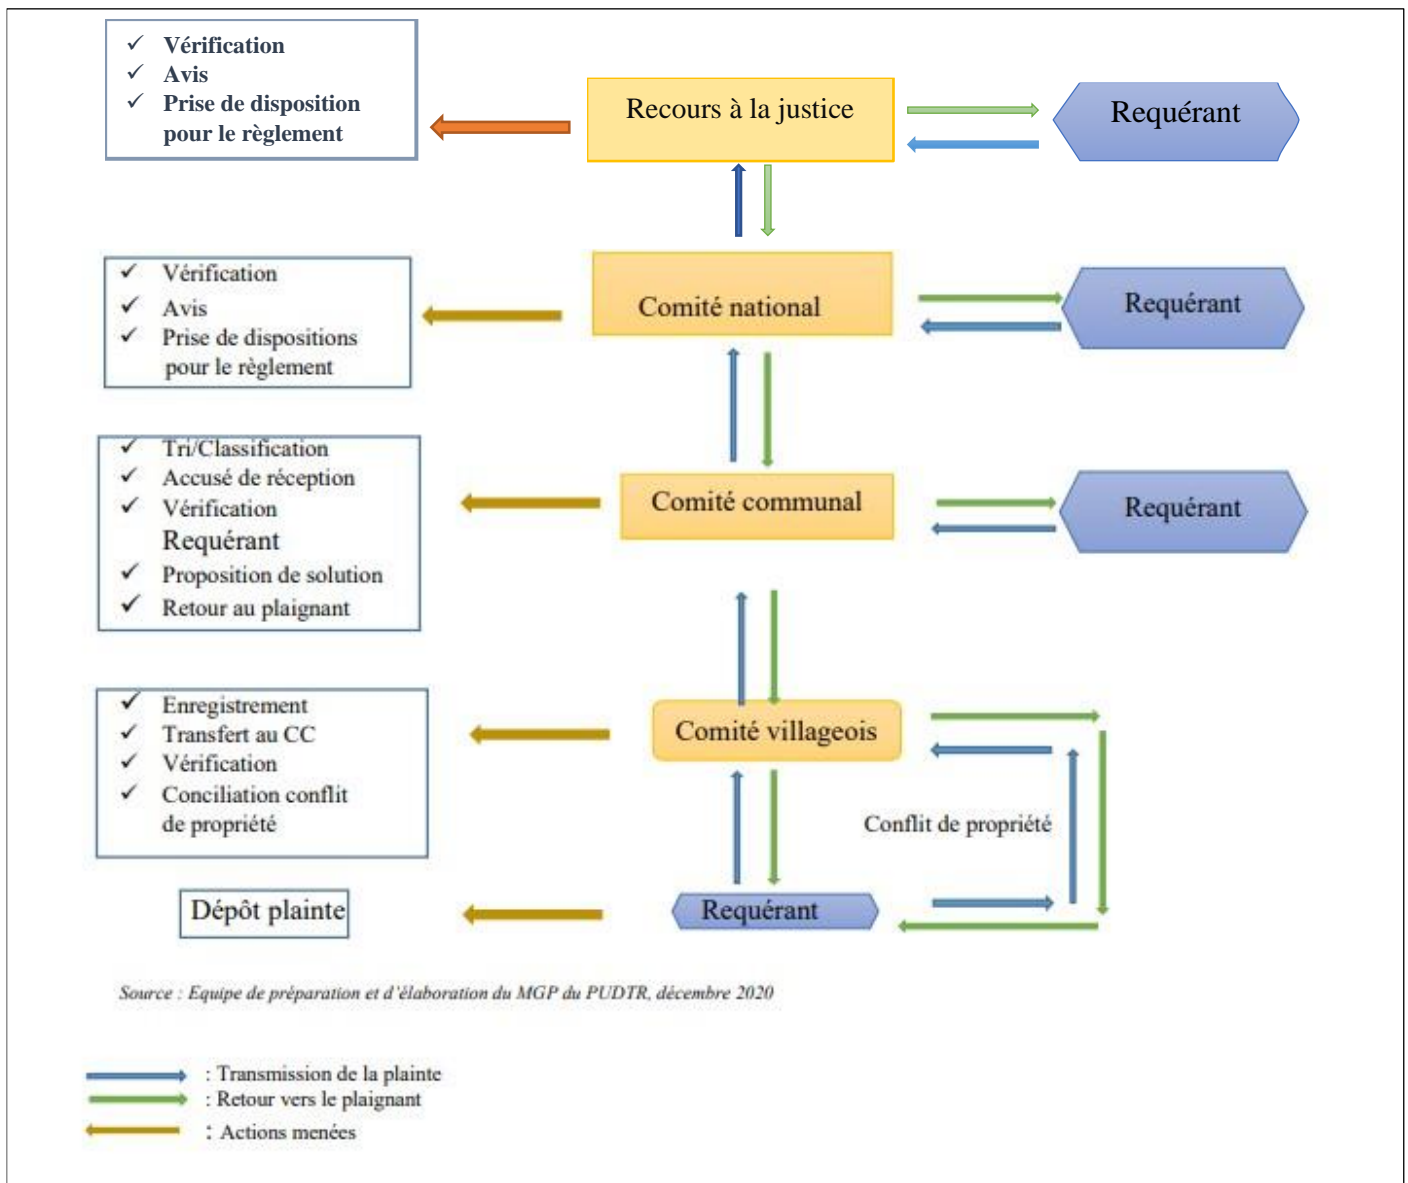 ✓ Vérification
✓ Avis
✓ Prise de disposition
pour le règlement
Recours à la justice
Requérant
✓ Vérification
✓ Avis
✓ Prise de dispositions
pour le règlement
Comité national
Requérant
✓ Tri/Classification
✓ Accusé de réception
✓ Vérification
Requérant
✓ Proposition de solution
✓ Retour au plaignant
Comité communal
Requérant
✓ Enregistrement
✓ Transfert au CC
✓ Vérification
✓ Conciliation conflit
de propriété
Comité villageois
Conflit de propriété
Dépôt plainte
Requérant
Source : Equipe de préparation et d'élaboration du MGP du PUDTR, décembre 2020
: Transmission de la plainte
: Retour vers le plaignant
: Actions menées